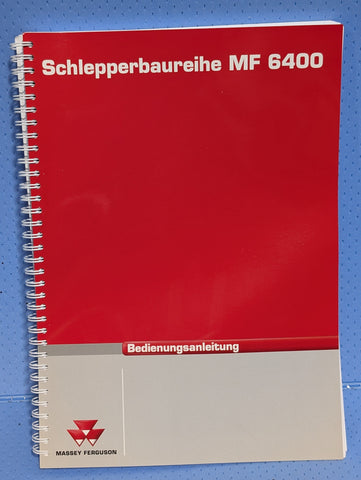 Schlepperbaureihe MF 6400
Bedienungsanleitung
MASSEY FERGUSON